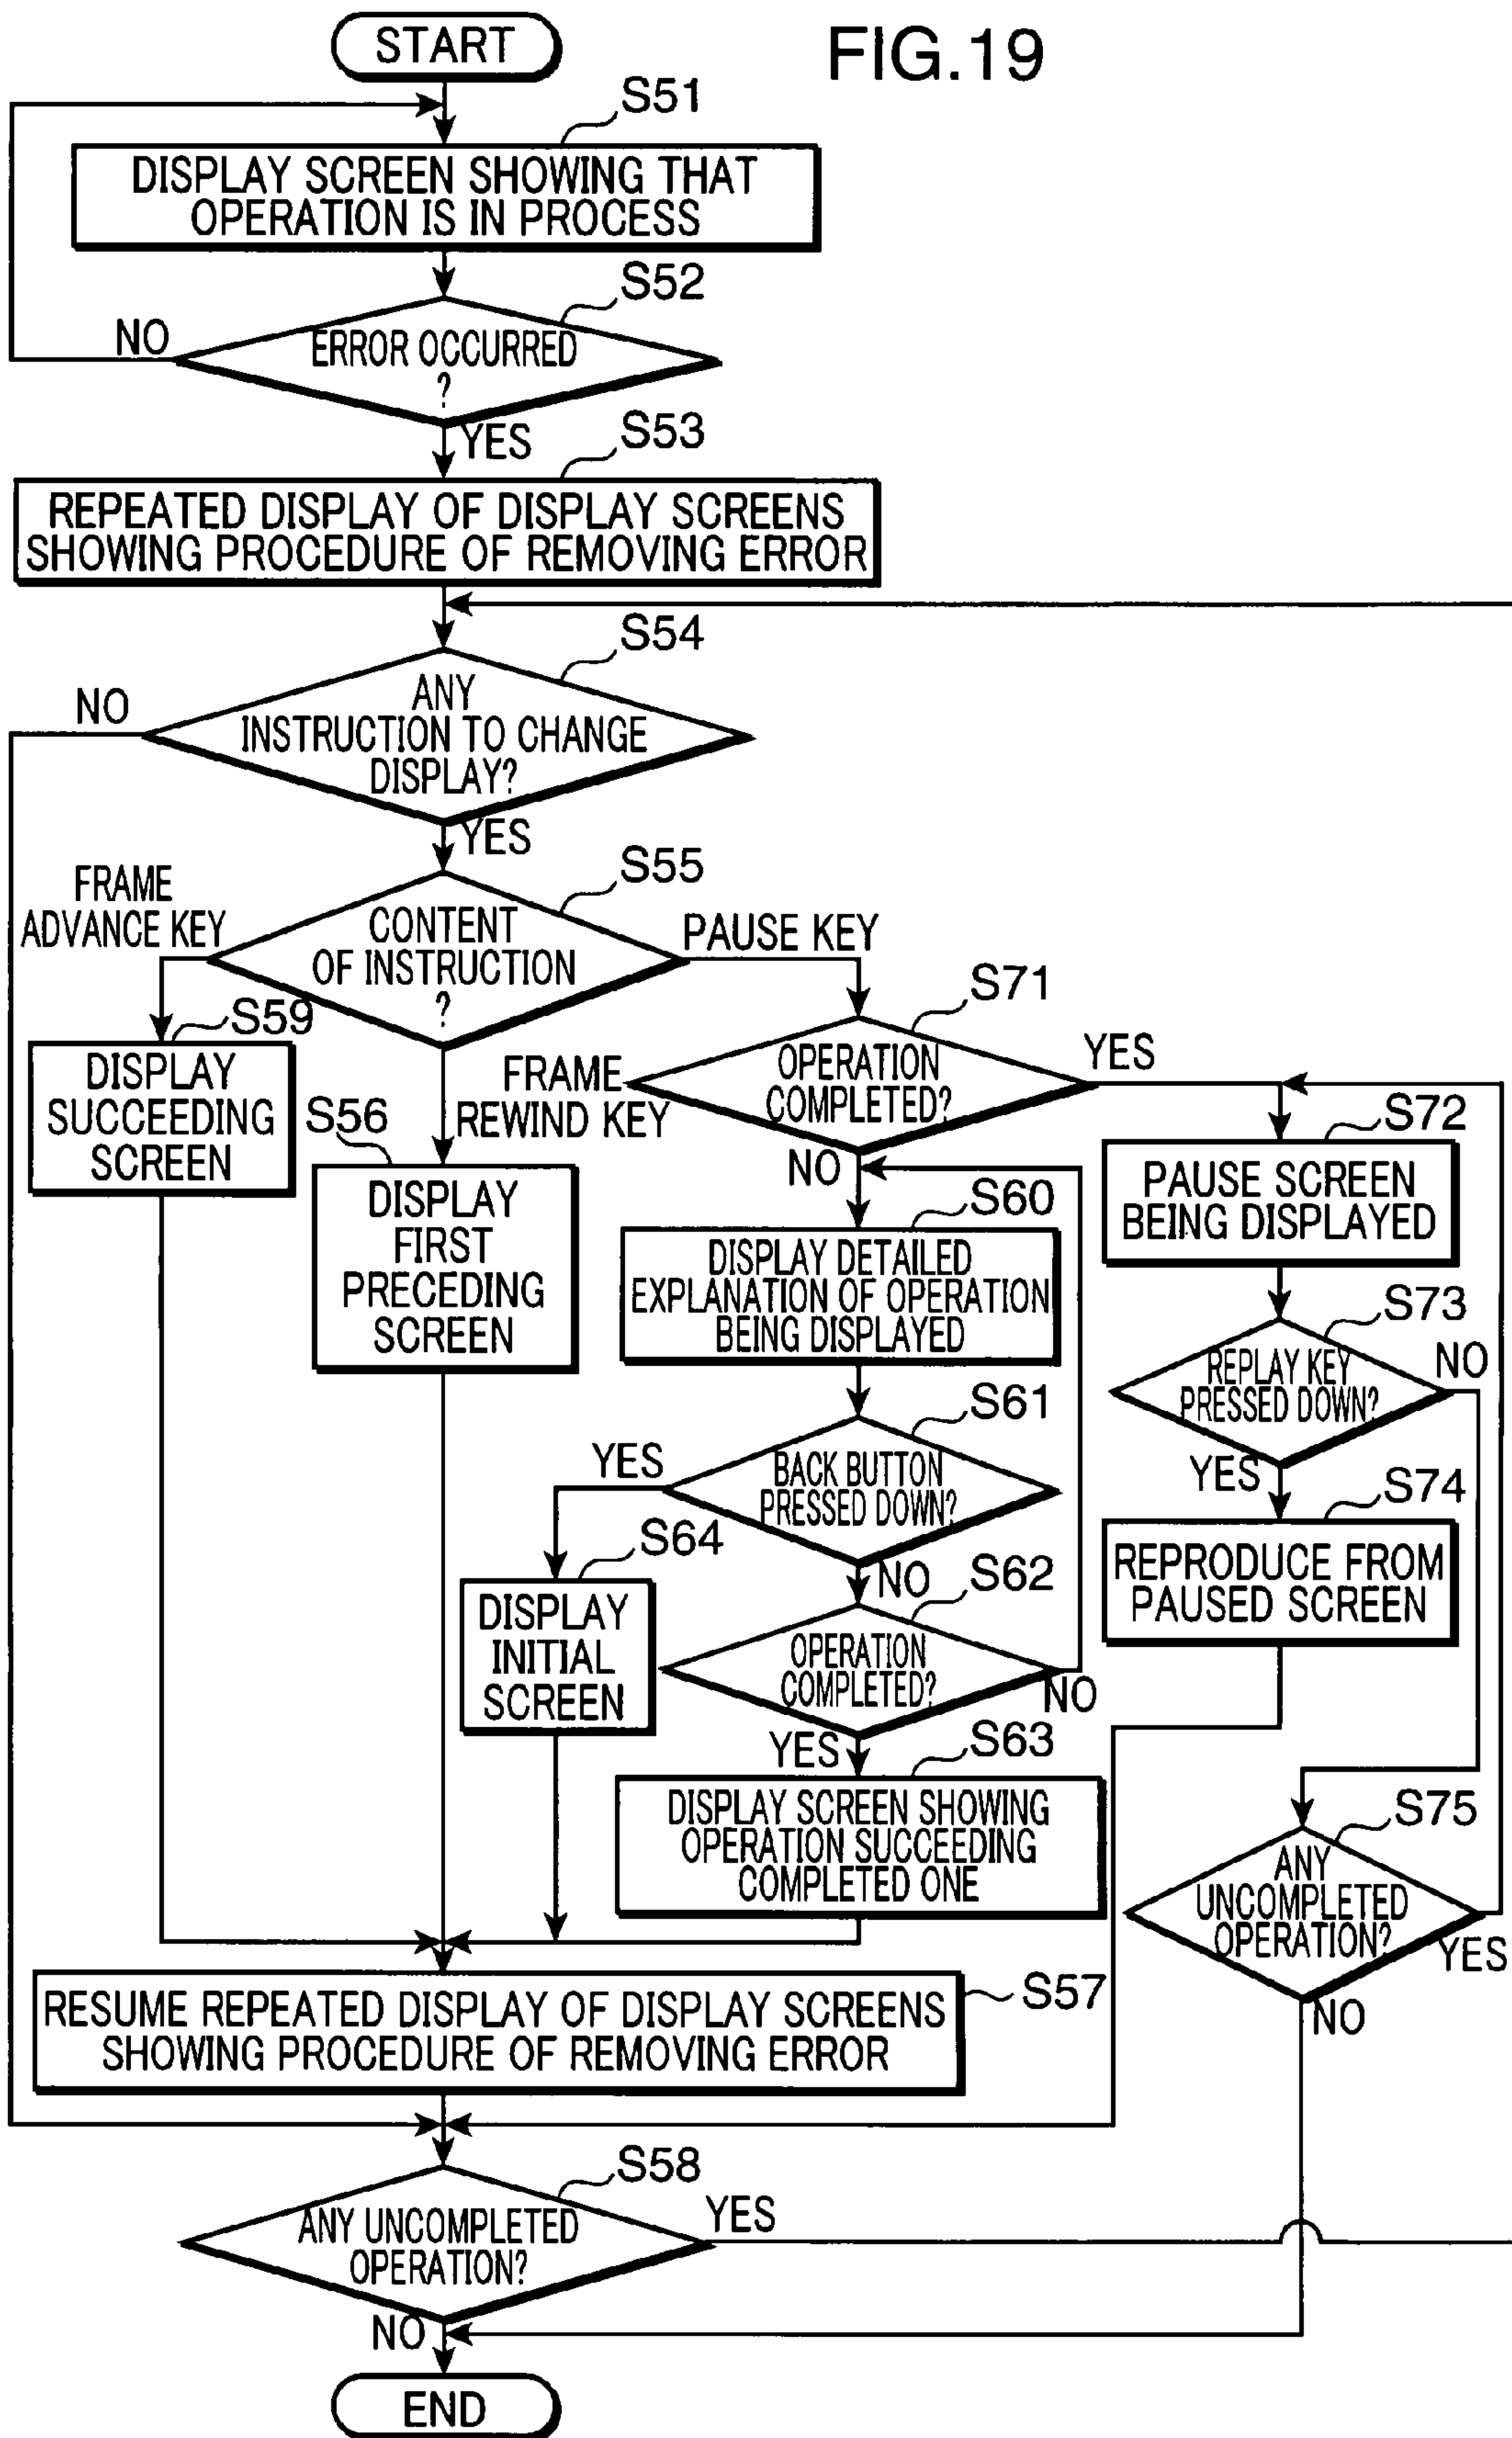 START
FIG.19
S51
DISPLAY SCREEN SHOWING THAT
OPERATION IS IN PROCESS
S52
NO
ERROR OCCURRED
?
YES
S53
REPEATED DISPLAY OF DISPLAY SCREENS
SHOWING PROCEDURE OF REMOVING ERROR
S54
NO
ANY
INSTRUCTION TO CHANGE
DISPLAY?
YES
S55
FRAME
ADVANCE KEY
CONTENT
OF INSTRUCTION
?
PAUSE KEY
S71
S59
DISPLAY
SUCCEEDING
SCREEN
FRAME
REWIND KEY
OPERATION
COMPLETED?
YES
S56
S72
DISPLAY
FIRST
PRECEDING
SCREEN
NO
PAUSE SCREEN
BEING DISPLAYED
S60
DISPLAY DETAILED
EXPLANATION OF OPERATION
BEING DISPLAYED
S73
REPLAY KEY
PRESSED DOWN?
NO
S61
YES
BACK BUTTON
PRESSED DOWN?
YES
S74
S64
REPRODUCE FROM
PAUSED SCREEN
NO
S62
DISPLAY
INITIAL
SCREEN
OPERATION
COMPLETED?
NO
YES
S63
DISPLAY SCREEN SHOWING
OPERATION SUCCEEDING
COMPLETED ONE
S75
ANY
UNCOMPLETED
OPERATION?
YES
NO
S57
RESUME REPEATED DISPLAY OF DISPLAY SCREENS
SHOWING PROCEDURE OF REMOVING ERROR
S58
ANY UNCOMPLETED
OPERATION?
YES
NO
END